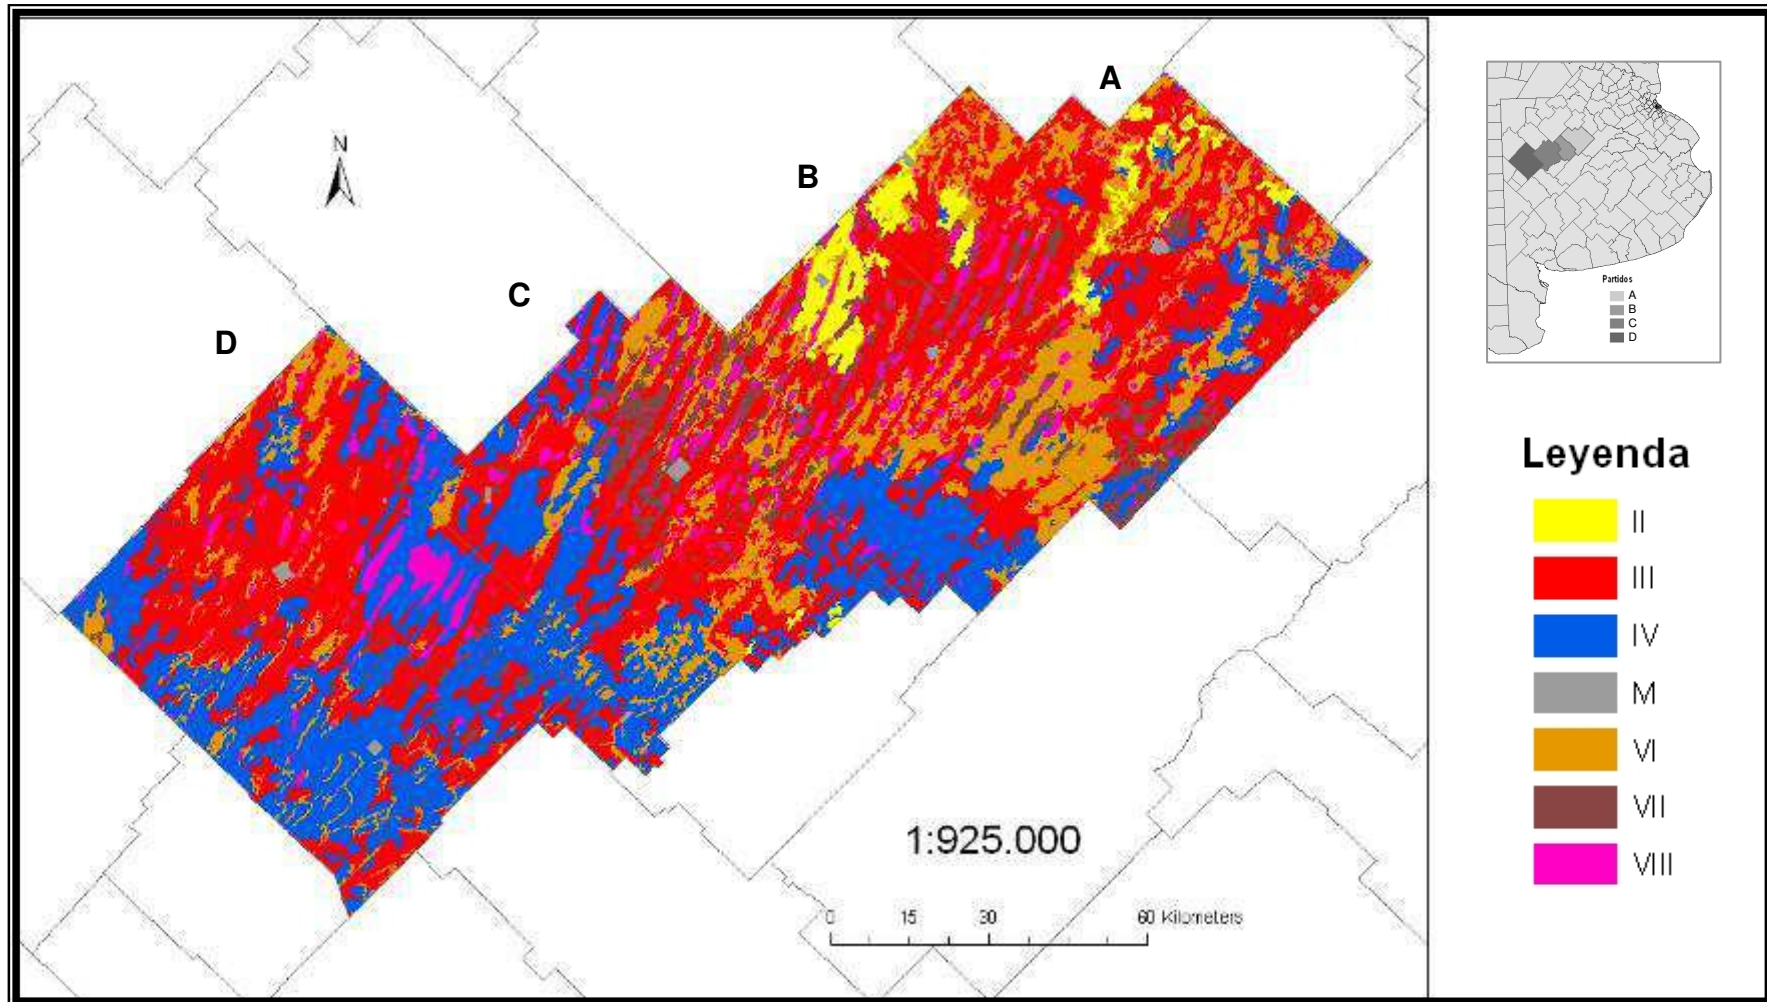 A
B
N
C
D
1:925.000
0 15 30 60 Kilometers
Partidos
A
B
C
D
Leyenda
II
III
IV
M
VI
VII
VIII